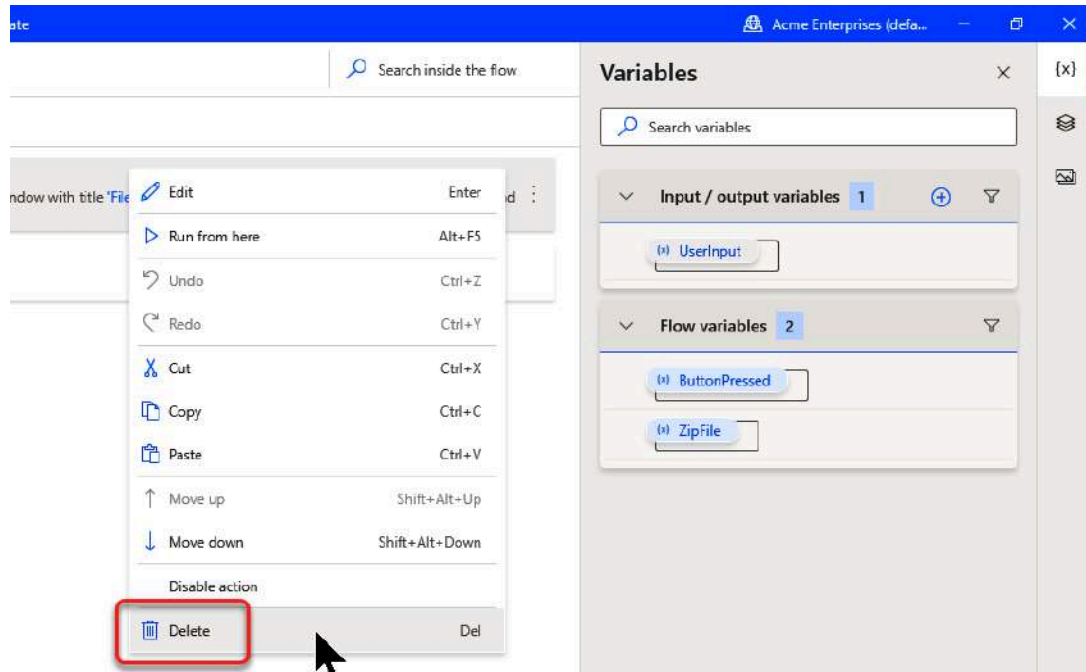 ate
Acme Enterprises (defa...
Search inside the flow
Variables
{x}
Search variables
ndow with title 'File
d
Edit Enter
Run from here Alt+F5
Undo Ctrl+Z
Redo Ctrl+Y
Cut Ctrl+X
Copy Ctrl+C
Paste Ctrl+V
Move up Shift+Alt+Up
Move down Shift+Alt+Down
Disable action
Delete Del
Input / output variables 1
(x) UserInput
Flow variables 2
(x) ButtonPressed
(x) ZipFile